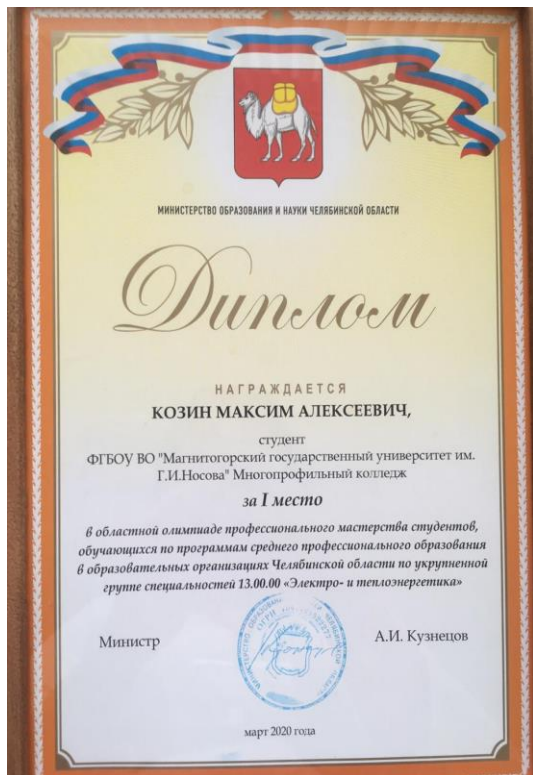 МИНИСТЕРСТВО ОБРАЗОВАНИЯ И НАУКИ ЧЕЛЯБИНСКОЙ ОБЛАСТИ
Диплом
НАГРАЖДАЕТСЯ
КОЗИН МАКСИМ АЛЕКСЕЕВИЧ,
студент
ФГБОУ ВО "Магнитогорский государственный университет им.
Г.И.Носова" Многопрофильный колледж
за I место
в областной олимпиаде профессионального мастерства студентов,
обучающихся по программам среднего профессионального образования
в образовательных организациях Челябинской области по укрупненной
группе специальностей 13.00.00 «Электро- и теплоэнергетика»
Министр
А.И. Кузнецов
март 2020 года